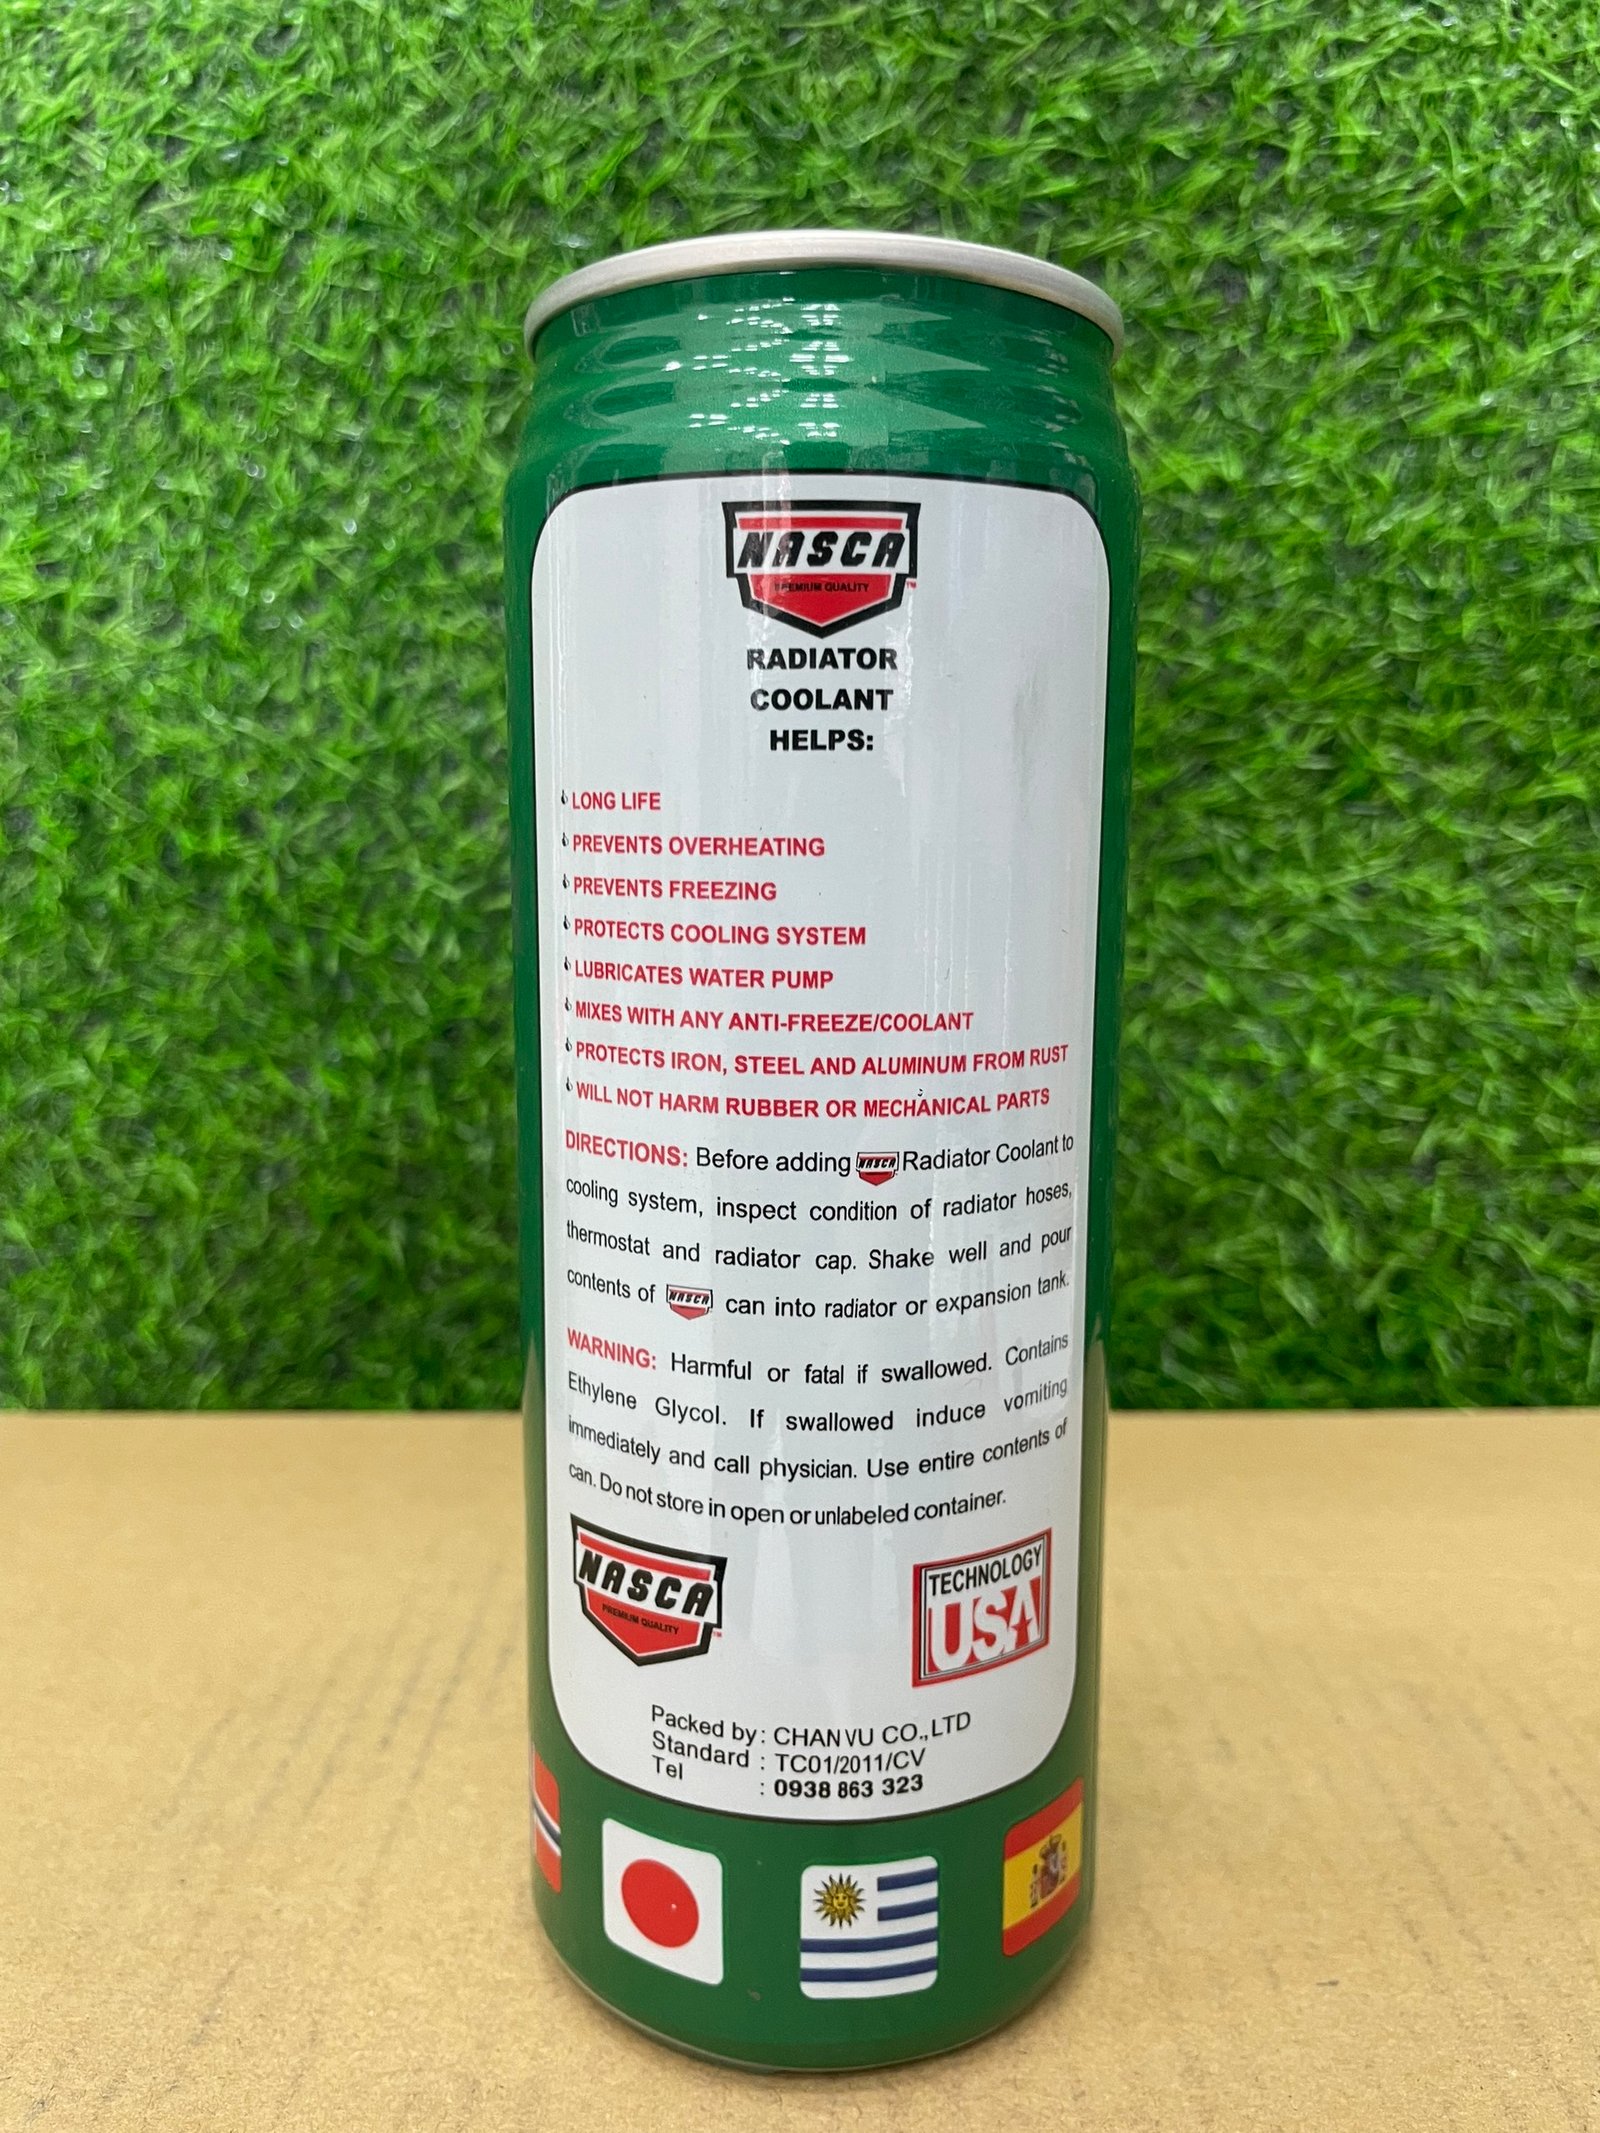 NASCA
PREMIUM QUALITY
RADIATOR
COOLANT
HELPS:
LONG LIFE
PREVENTS OVERHEATING
PREVENTS FREEZING
PROTECTS COOLING SYSTEM
LUBRICATES WATER PUMP
MIXES WITH ANY ANTI-FREEZE/COOLANT
PROTECTS IRON, STEEL AND ALUMINUM FROM RUST
WILL NOT HARM RUBBER OR MECHANICAL PARTS
DIRECTIONS: Before adding NASCA Radiator Coolant to
cooling system, inspect condition of radiator hoses,
thermostat and radiator cap. Shake well and pour
contents of NASCA can into radiator or expansion tank.
WARNING: Harmful or fatal if swallowed. Contains
Ethylene Glycol. If swallowed induce vomiting
immediately and call physician. Use entire contents of
can. Do not store in open or unlabeled container.
NASCA
PREMIUM QUALITY
TECHNOLOGY
USA
Packed by : CHAN VU CO.,LTD
Standard : TC01/2011/CV
Tel : 0938 863 323